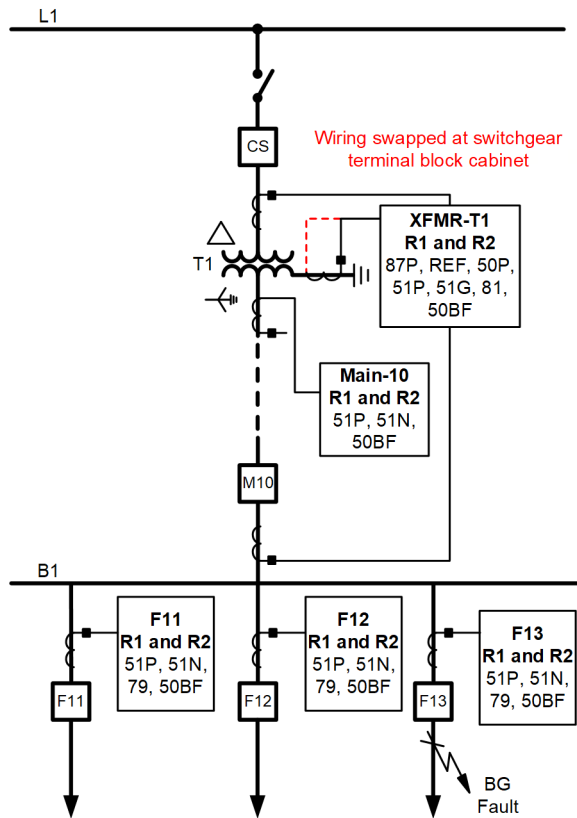 L1
CS
Wiring swapped at switchgear
terminal block cabinet
XFMR-T1
R1 and R2
87P, REF, 50P,
51P, 51G, 81,
50BF
T1
Main-10
R1 and R2
51P, 51N,
50BF
M10
B1
F11
R1 and R2
51P, 51N,
79, 50BF
F12
R1 and R2
51P, 51N,
79, 50BF
F13
R1 and R2
51P, 51N,
79, 50BF
F11
F12
F13
BG
Fault